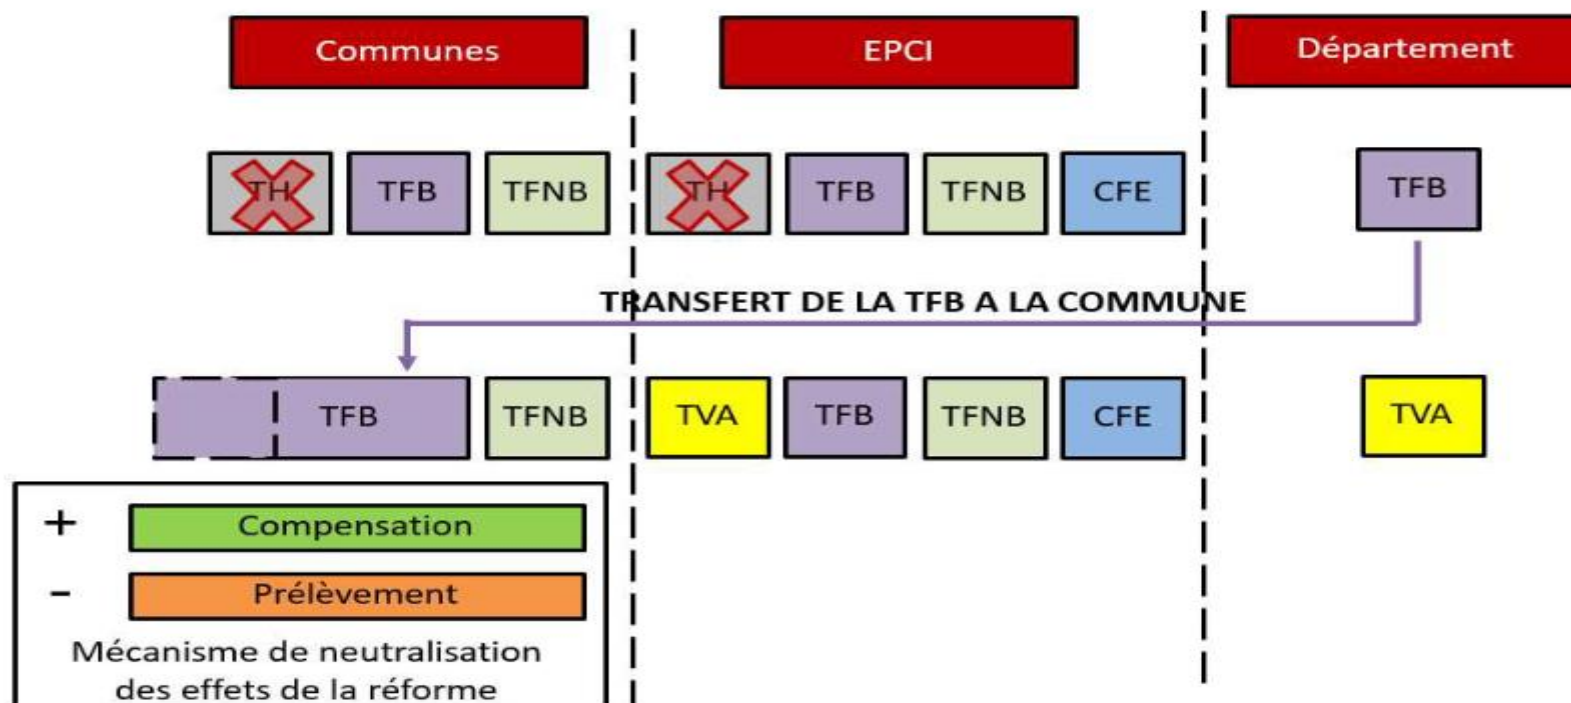 Communes
EPCI
Département
TH TFB TFNB TH TFB TFNB CFE TFB
TRANSFERT DE LA TFB A LA COMMUNE
TFB TFNB TVA TFB TFNB CFE TVA
+ Compensation
- Prélèvement
Mécanisme de neutralisation
des effets de la réforme